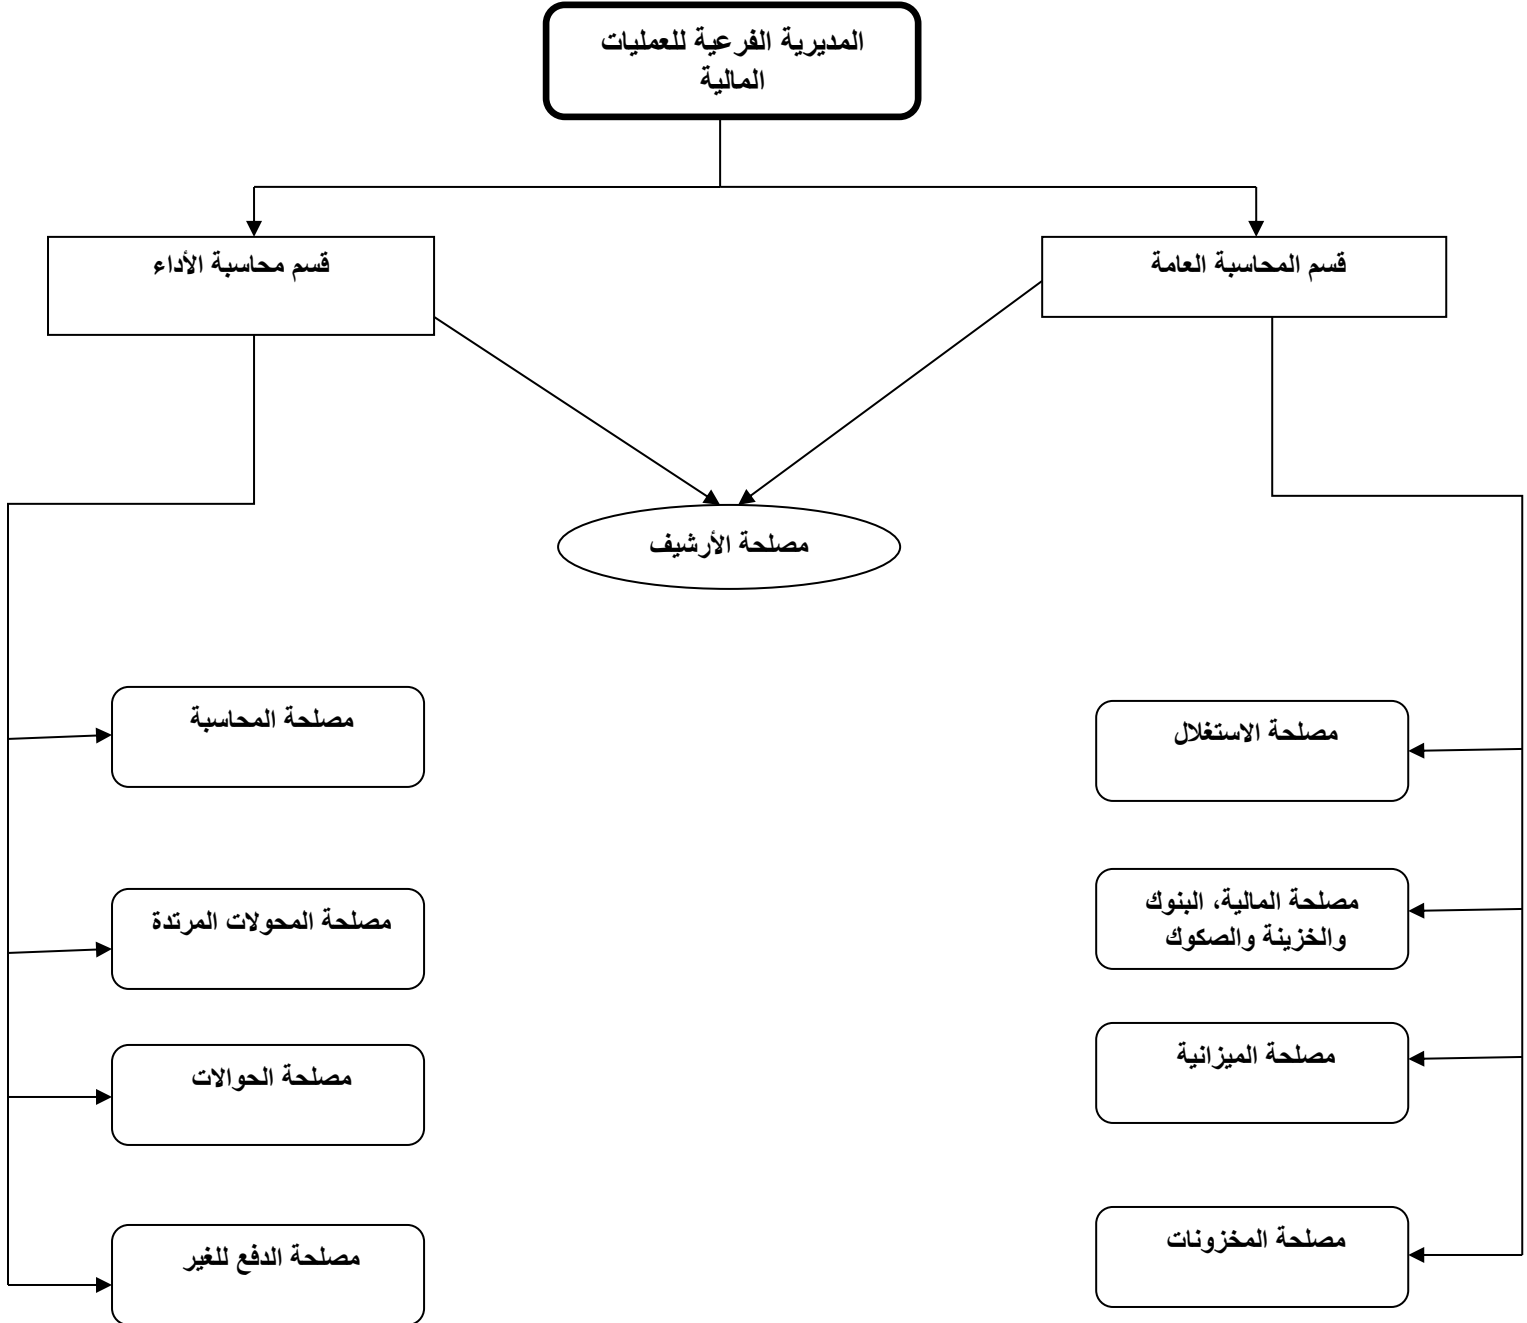 المديرية الفرعية للعمليات
المالية
قسم المحاسبة العامة
قسم محاسبة الأداء
مصلحة الأرشيف
مصلحة الاستغلال
مصلحة المالية، البنوك
والخزينة والصكوك
مصلحة الميزانية
مصلحة المخزونات
مصلحة المحاسبة
مصلحة المحولات المرتدة
مصلحة الحوالات
مصلحة الدفع للغير